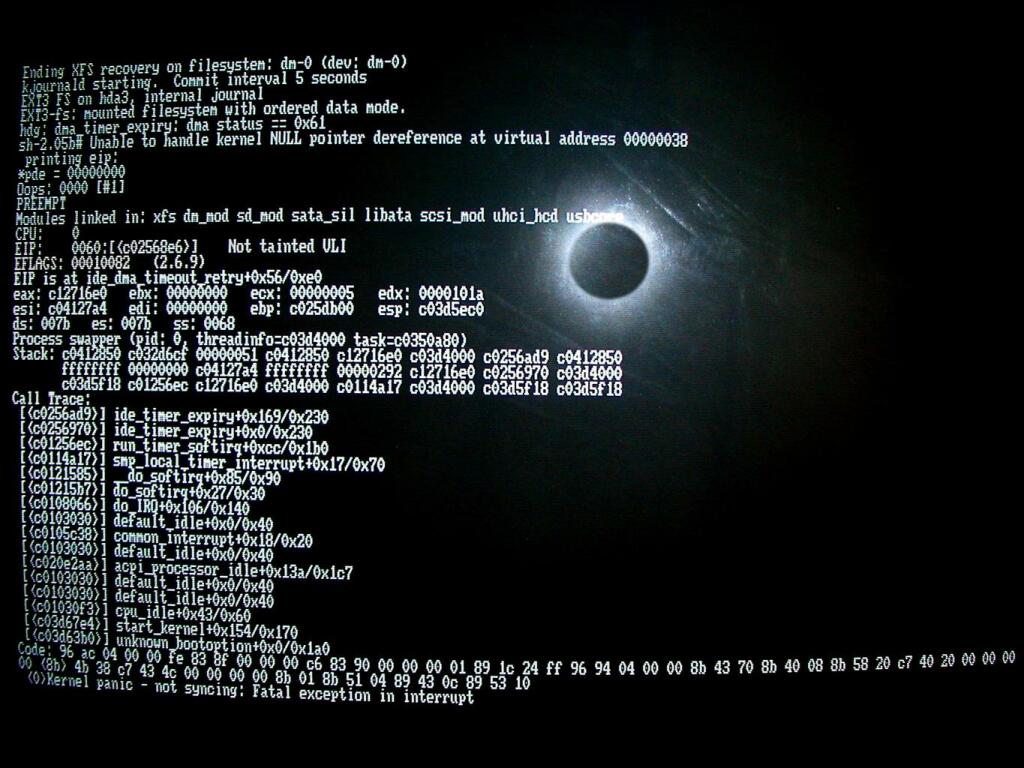 Ending XFS recovery on filesystem: dm-0 (dev: dm-0)
kjournald starting.  Commit interval 5 seconds
EXT3 FS on hda3, internal journal
EXT3-fs: mounted filesystem with ordered data mode.
hdg: dma_timer_expiry: dma status == 0x61
sh-2.05b# Unable to handle kernel NULL pointer dereference at virtual address 00000038
printing eip:
*pde = 00000000
Oops: 0000 [#1]
PREEMPT
Modules linked in: xfs dm_mod sd_mod sata_sil libata scsi_mod uhci_hcd usbcore
CPU:    0
EIP:    0060:[<c02568e6>]    Not tainted VLI
EFLAGS: 00010082   (2.6.9)
EIP is at ide_dma_timeout_retry+0x56/0xe0
eax: c12716e0   ebx: 00000000   ecx: 00000005   edx: 0000101a
esi: c04127a4   edi: 00000000   ebp: c025db00   esp: c03d5ec0
ds: 007b   es: 007b   ss: 0068
Process swapper (pid: 0, threadinfo=c03d4000 task=c0350a80)
Stack: c0412850 c032d6cf 00000051 c0412850 c12716e0 c03d4000 c0256ad9 c0412850
ffffffff 00000000 c04127a4 ffffffff 00000292 c12716e0 c0256970 c03d4000
c03d5f18 c01256ec c12716e0 c03d4000 c0114a17 c03d4000 c03d5f18 c03d5f18
Call Trace:
[<c0256ad9>] ide_timer_expiry+0x169/0x230
[<c0256970>] ide_timer_expiry+0x0/0x230
[<c01256ec>] run_timer_softirq+0xcc/0x1b0
[<c0114a17>] smp_local_timer_interrupt+0x17/0x70
[<c0121585>] __do_softirq+0x85/0x90
[<c01215b7>] do_softirq+0x27/0x30
[<c0108066>] do_IRQ+0x106/0x140
[<c0103030>] default_idle+0x0/0x40
[<c0105c38>] common_interrupt+0x18/0x20
[<c0103030>] default_idle+0x0/0x40
[<c020e2aa>] acpi_processor_idle+0x13a/0x1c7
[<c0103030>] default_idle+0x0/0x40
[<c0103030>] default_idle+0x0/0x40
[<c01030f3>] cpu_idle+0x43/0x60
[<c03d67e4>] start_kernel+0x154/0x170
[<c03d63b0>] unknown_bootoption+0x0/0x1a0
Code: 96 ac 04 00 00 fe 83 8f 00 00 00 c6 83 90 00 00 00 01 89 1c 24 ff 96 94 04 00 00 8b 43 70 8b 40 08 8b 58 20 c7 40 20 00 00 00
00 <8b> 4b 38 c7 43 4c 00 00 00 00 8b 01 8b 51 04 89 43 0c 89 53 10
<0>Kernel panic - not syncing: Fatal exception in interrupt